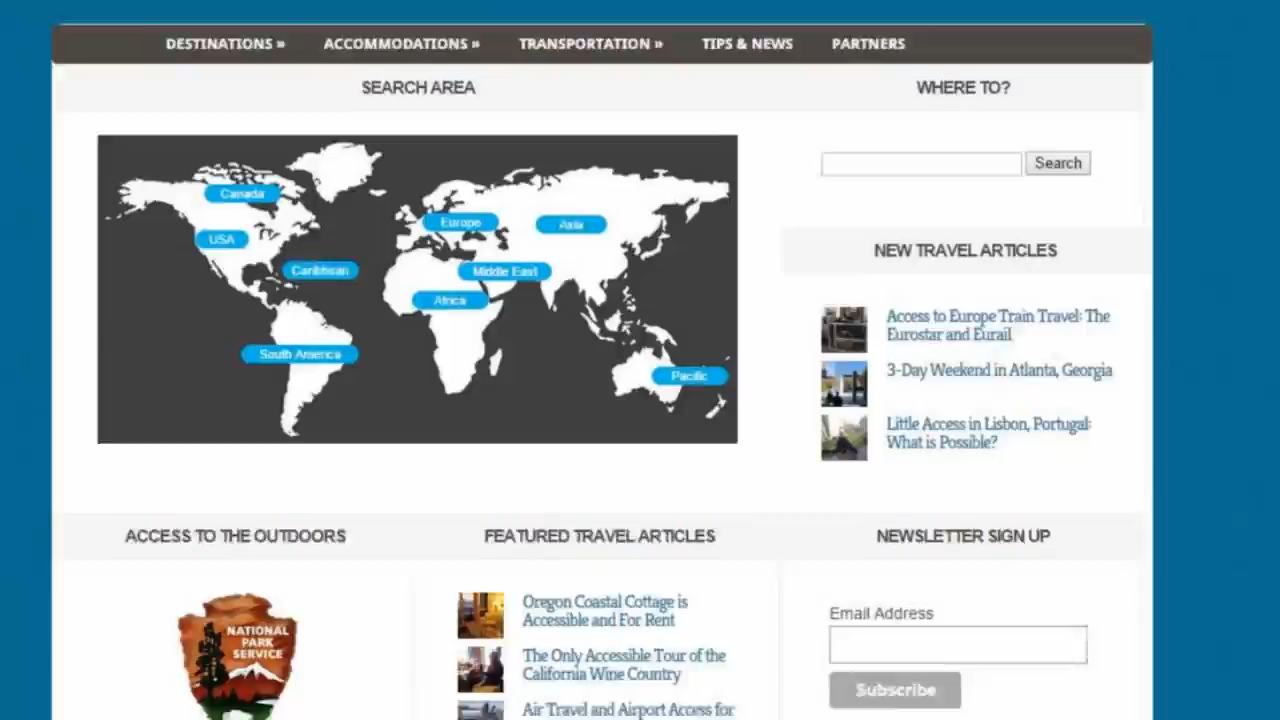 DESTINATIONS »
ACCOMMODATIONS »
TRANSPORTATION »
TIPS & NEWS
PARTNERS
SEARCH AREA
WHERE TO?
Search
Canada
USA
Caribbean
South America
Europe
Asia
Middle East
Africa
Pacific
NEW TRAVEL ARTICLES
Access to Europe Train Travel: The
Eurostar and Eurail
3-Day Weekend in Atlanta, Georgia
Little Access in Lisbon, Portugal:
What is Possible?
ACCESS TO THE OUTDOORS
NATIONAL
PARK
SERVICE
FEATURED TRAVEL ARTICLES
Oregon Coastal Cottage is
Accessible and For Rent
The Only Accessible Tour of the
California Wine Country
Air Travel and Airport Access for
NEWSLETTER SIGN UP
Email Address
Subscribe